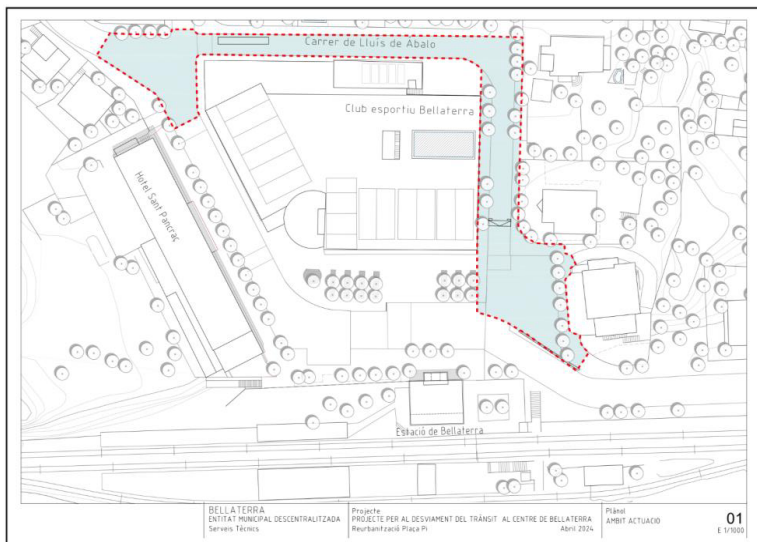 Carrer de Lluis de Abalo
Club esportiu Bellaterra
Hotel Sant Pancraç
Estació de Bellaterra
BELLATERRA
ENTITAT MUNICIPAL DESCENTRALITZADA
Serveis Tècnics
Projecte
PROJECTE PER AL DESVIAMENT DEL TRÀNSIT AL CENTRE DE BELLATERRA
Reurbanització Plaça Pi
Abril 2024
Plànol
AMBIT ACTUACIO
01
E 1/1000